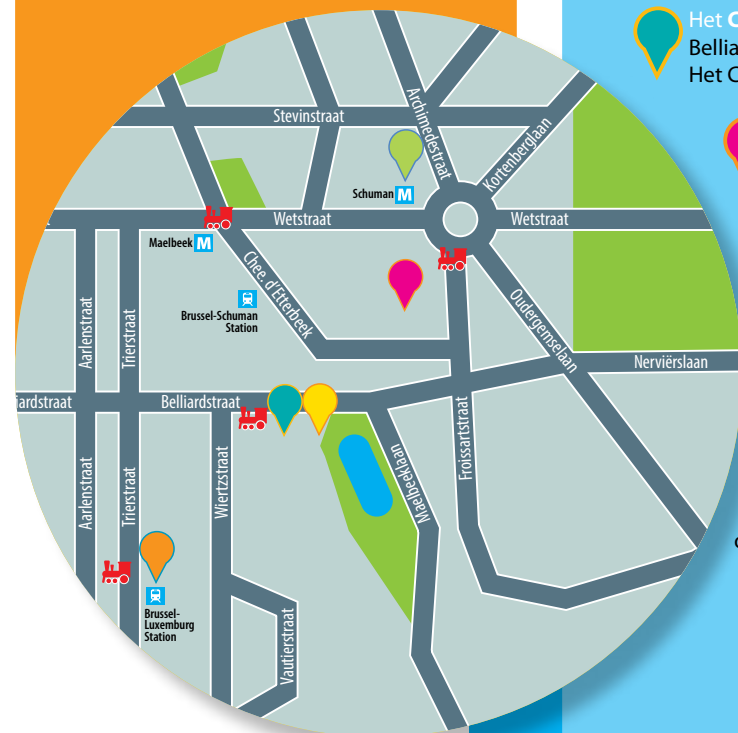 Het
Bellia
Het C
Stevinstraat
Archimedestraat
Kortenberglaan
Schuman M
Wetstraat
Wetstraat
Maelbeek M
Chee. d'Etterbeek
Brussel-Schuman
Station
Oudergemselaan
Aarlenstraat
Trierstraat
Nerviërslaan
iardstraat
Belliardstraat
Froissartstraat
Maelbeeklaan
Wiertzstraat
Aarlenstraat
Trierstraat
Brussel-
Luxemburg
Station
Vautierstraat